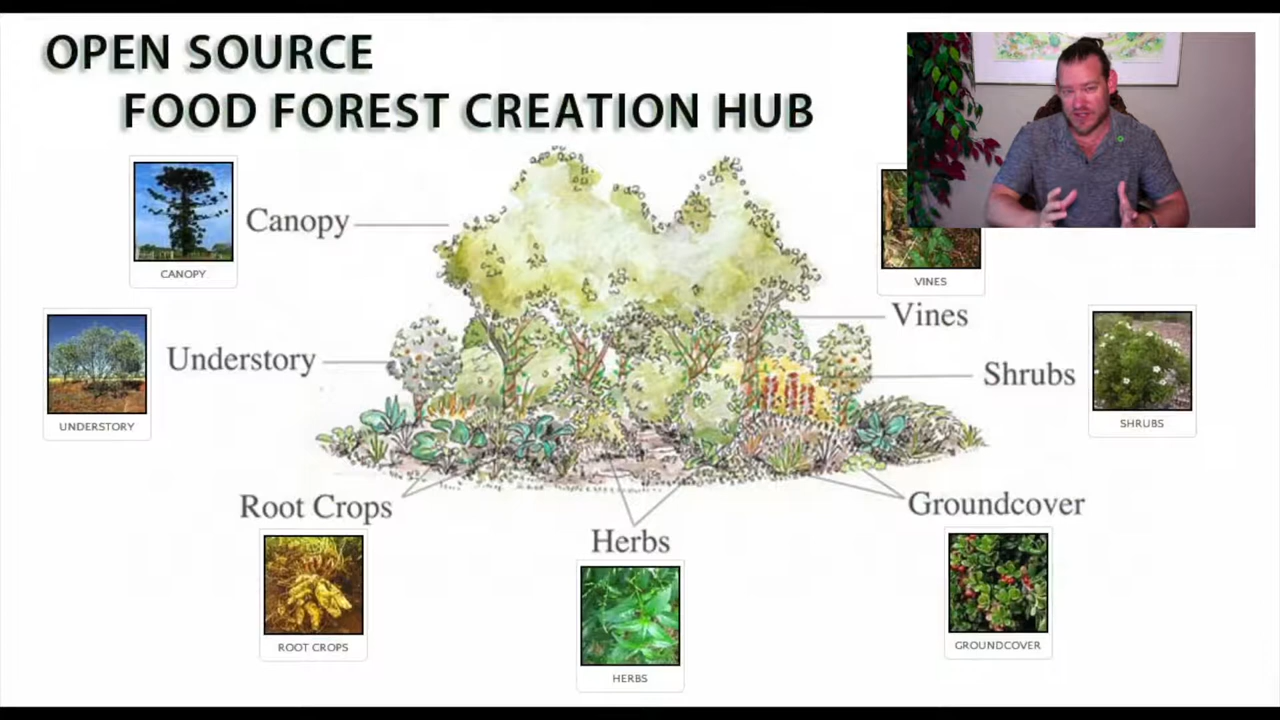 OPEN SOURCE
FOOD FOREST CREATION HUB
CANOPY
Canopy
VINES
Vines
UNDERSTORY
Understory
Shrubs
SHRUBS
Root Crops
ROOT CROPS
Herbs
HERBS
Groundcover
GROUNDCOVER